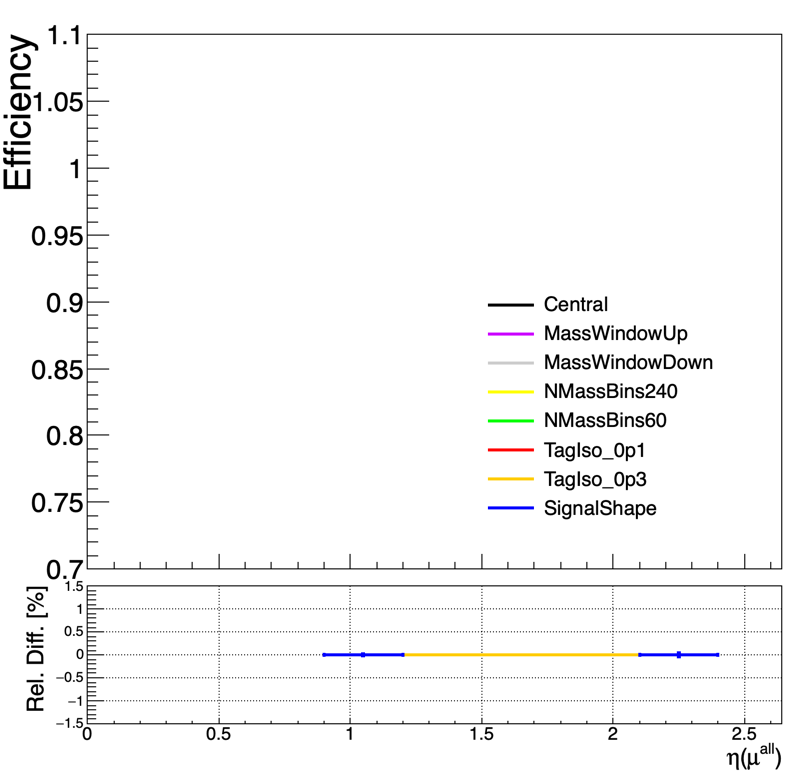 Efficiency
1.1
1.05
1
0.95
0.9
0.85
0.8
0.75
0.7
Central
MassWindowUp
MassWindowDown
NMassBins240
NMassBins60
TagIso_0p1
TagIso_0p3
SignalShape
Rel. Diff. [%]
1.5
1
0.5
0
−0.5
−1
−1.5
0 0.5 1 1.5 2 2.5
η(μ^all)